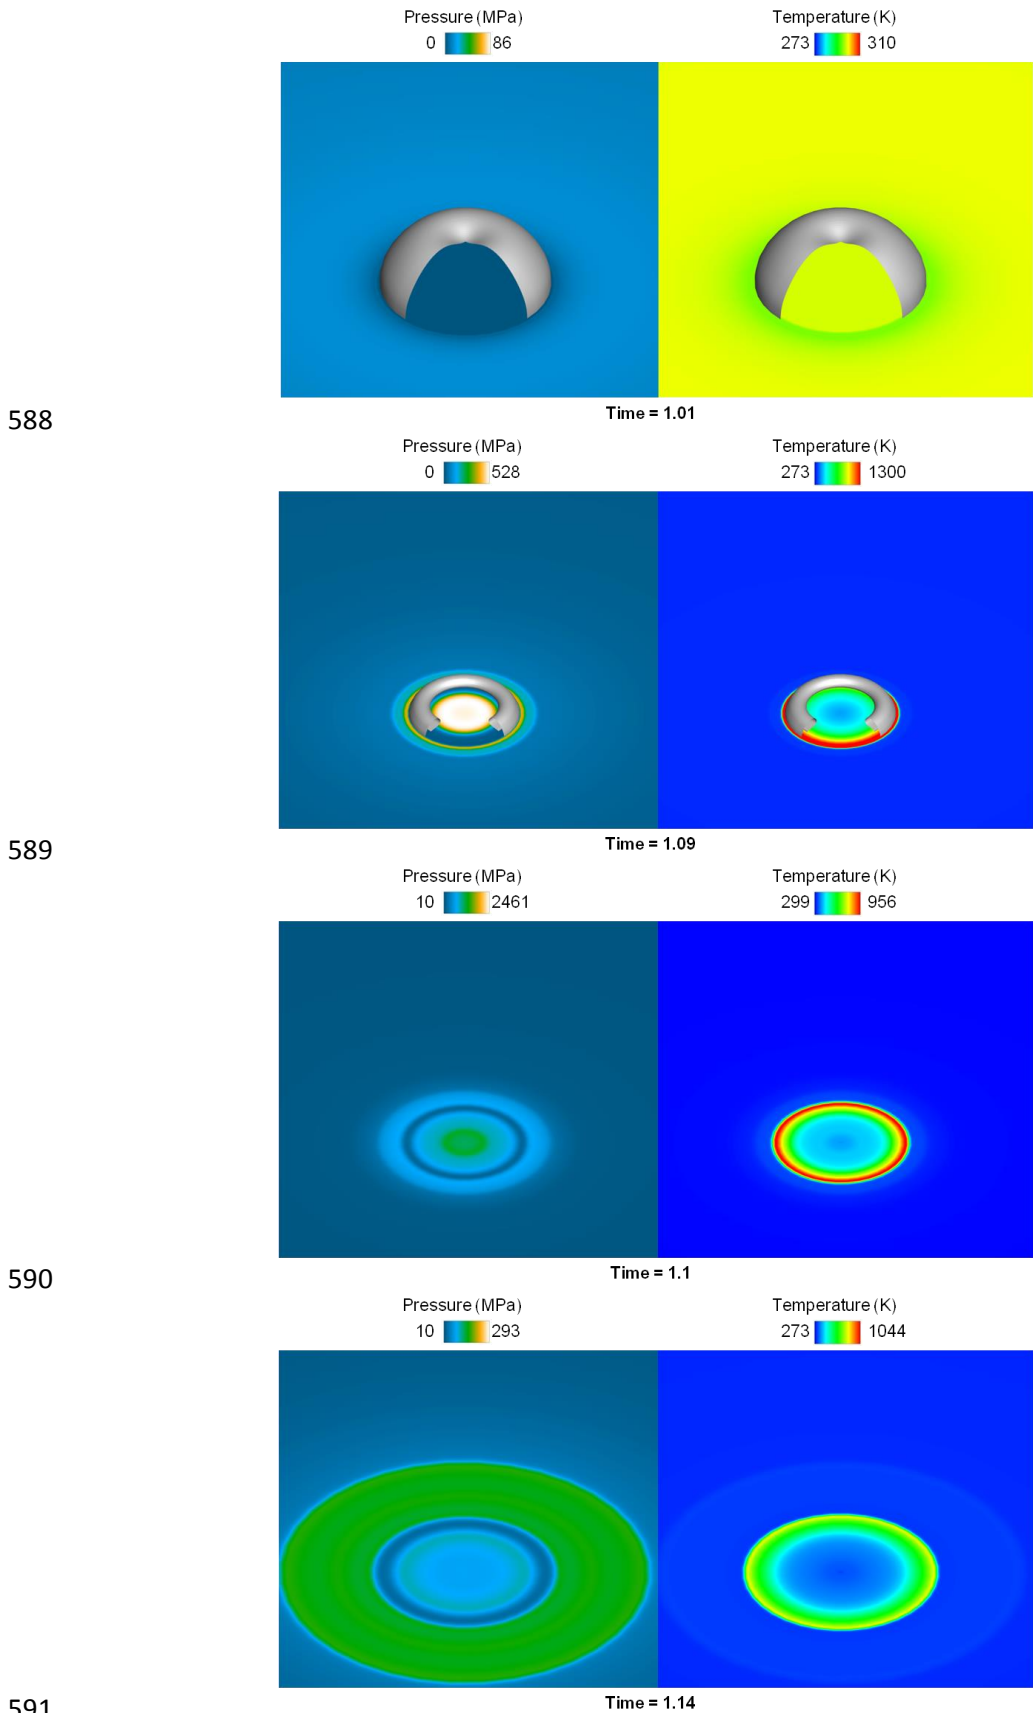 Pressure (MPa) Temperature (K)
0 86 273 310
588
Time = 1.01
Pressure (MPa) Temperature (K)
0 528 273 1300
589
Time = 1.09
Pressure (MPa) Temperature (K)
10 2461 299 956
590
Time = 1.1
Pressure (MPa) Temperature (K)
10 293 273 1044
591
Time = 1.14